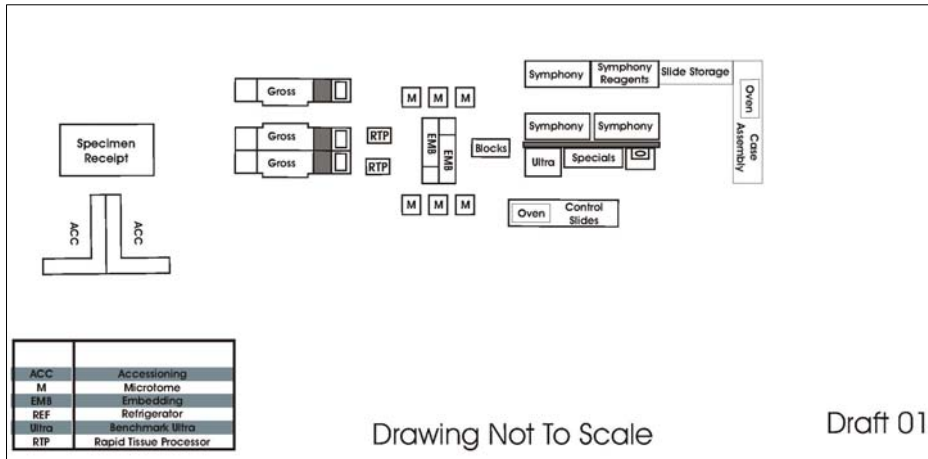 Symphony
Symphony
Reagents
Slide Storage
Oven
Case
Assembly
Gross
M
M
M
Specimen
Receipt
Gross
Gross
RTP
RTP
EMB
EMB
Blocks
Symphony
Symphony
Ultra
Specials
M
M
M
Oven
Control
Slides
ACC
ACC
ACC Accessioning
M Microtome
EMB Embedding
REF Refrigerator
Ultra Benchmark Ultra
RTP Rapid Tissue Processor
Drawing Not To Scale
Draft 01